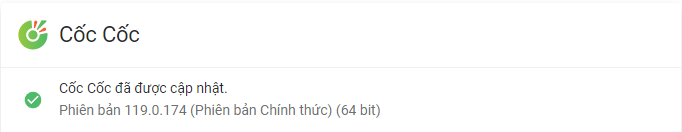 Cốc Cốc
Cốc Cốc đã được cập nhật.
Phiên bản 119.0.174 (Phiên bản Chính thức) (64 bit)